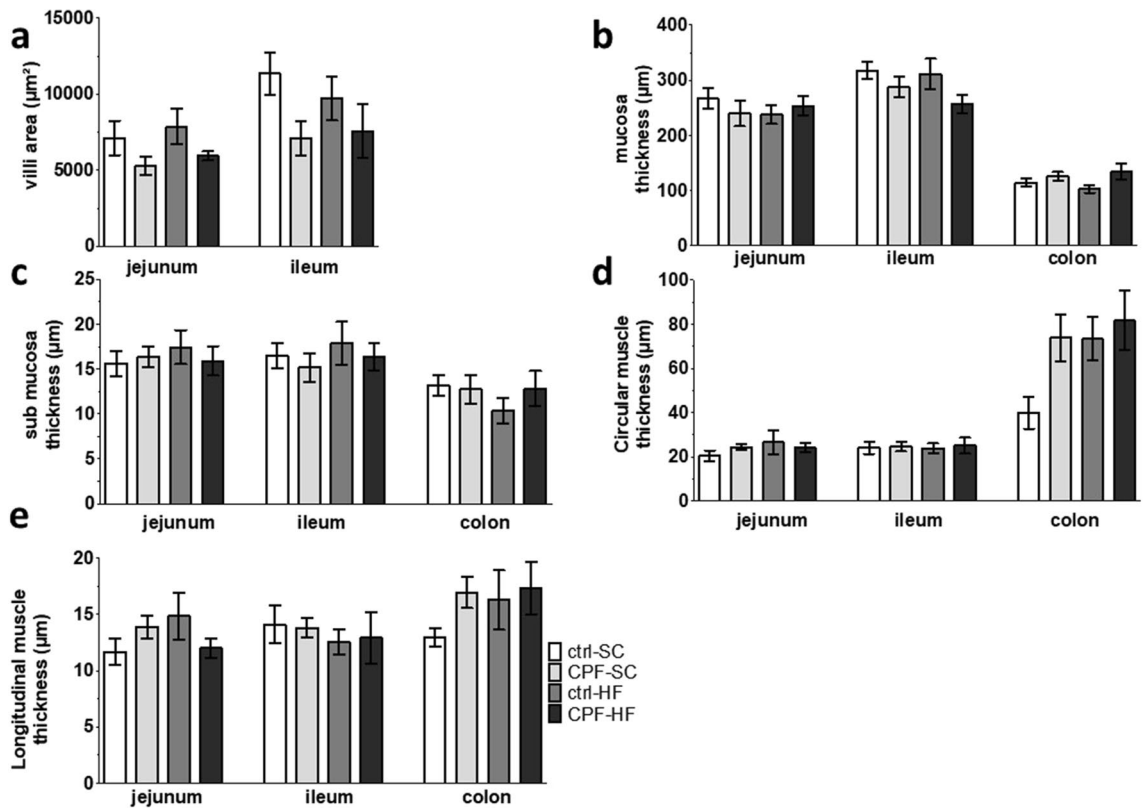 a
villi area (µm²)
15000
10000
5000
0
jejunum
ileum
b
mucosa
thickness (µm)
400
300
200
100
0
jejunum
ileum
colon
c
sub mucosa
thickness (µm)
25
20
15
10
5
0
jejunum
ileum
colon
d
Circular muscle
thickness (µm)
100
80
60
40
20
0
jejunum
ileum
colon
e
Longitudinal muscle
thickness (µm)
20
15
10
5
0
jejunum
ileum
colon
ctrl-SC
CPF-SC
ctrl-HF
CPF-HF